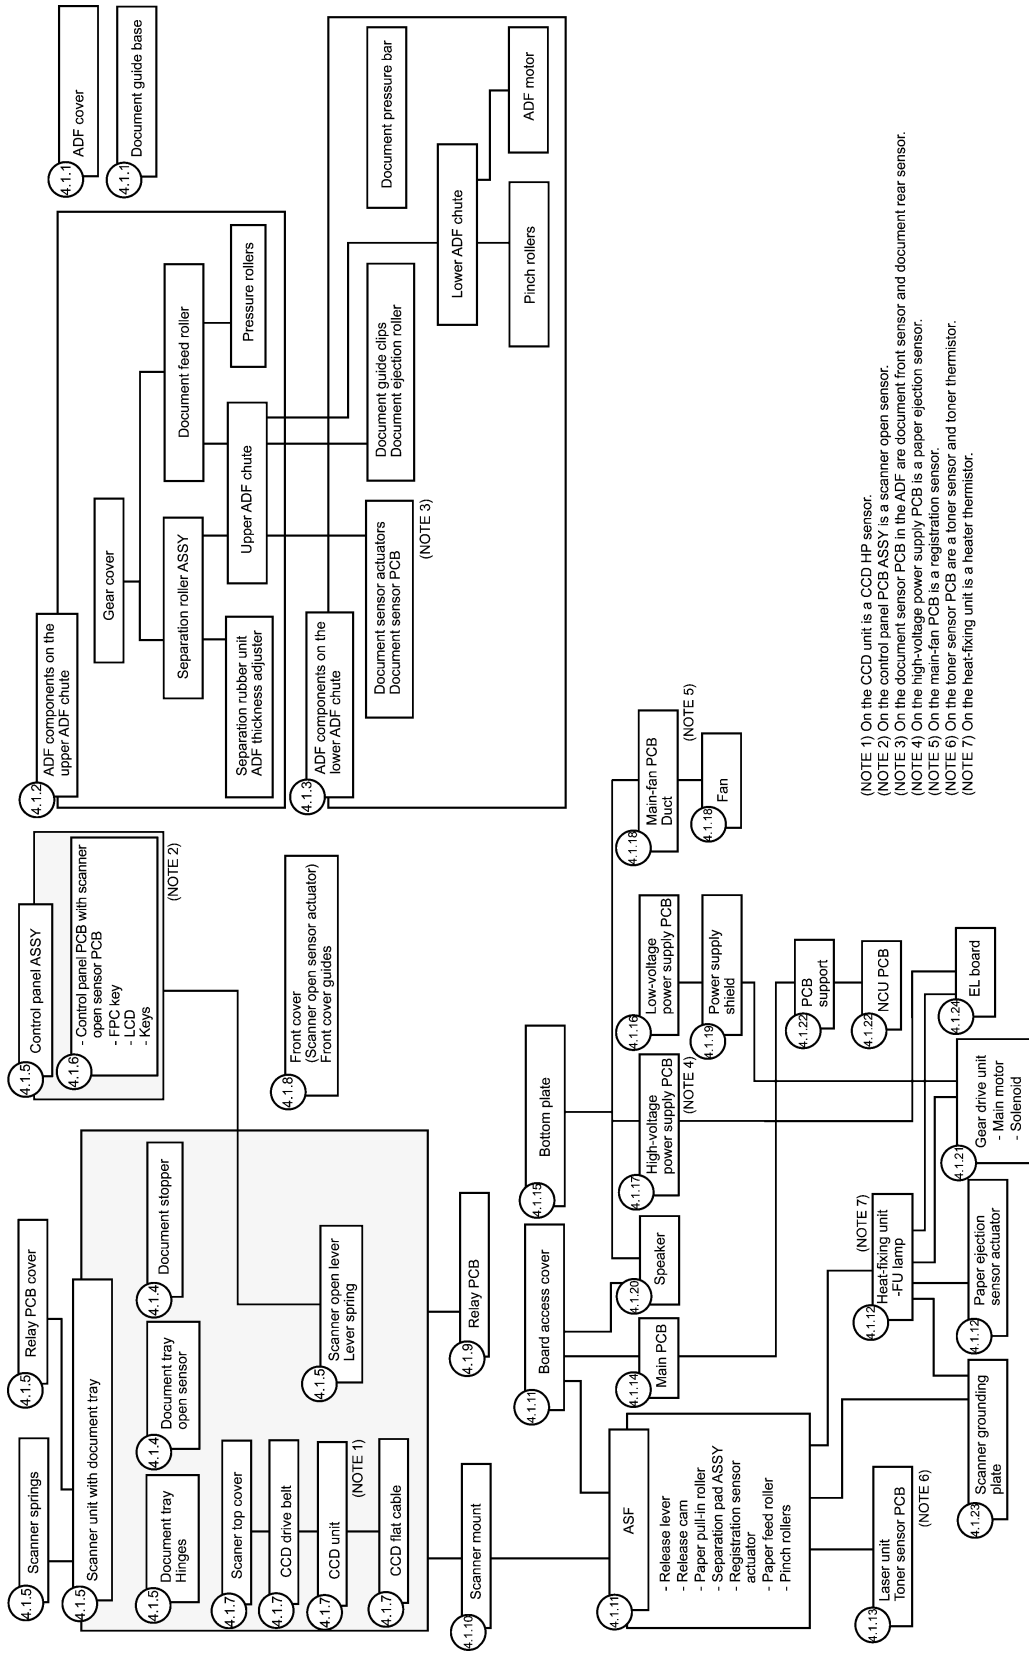 4.1.5
Scanner springs
4.1.5
Relay PCB cover
4.1.5
Scanner unit with document tray
4.1.5
Document tray
Hinges
4.1.4
Document tray
open sensor
4.1.4
Document stopper
4.1.7
Scaner top cover
4.1.7
CCD drive belt
4.1.7
CCD unit
(NOTE 1)
4.1.7
CCD flat cable
4.1.5
Scanner open lever
Lever spring
4.1.5
Control panel ASSY
4.1.6
- Control panel PCB with scanner
open sensor PCB
- FPC key
- LCD
- Keys
(NOTE 2)
4.1.8
Front cover
(Scanner open sensor actuator)
Front cover guides
4.1.2
ADF components on the
upper ADF chute
Gear cover
Separation roller ASSY
Document feed roller
Separation rubber unit
ADF thickness adjuster
Upper ADF chute
Pressure rollers
4.1.1
ADF cover
4.1.1
Document guide base
4.1.3
ADF components on the
lower ADF chute
Document sensor actuators
Document sensor PCB
(NOTE 3)
Document guide clips
Document ejection roller
Document pressure bar
Lower ADF chute
Pinch rollers
ADF motor
4.1.10
Scanner mount
4.1.9
Relay PCB
4.1.11
Board access cover
4.1.15
Bottom plate
4.1.11
ASF
- Release lever
- Release cam
- Paper pull-in roller
- Separation pad ASSY
- Registration sensor
actuator
- Paper feed roller
- Pinch rollers
4.1.14
Main PCB
4.1.20
Speaker
4.1.17
High-voltage
power supply PCB
(NOTE 4)
4.1.16
Low-voltage
power supply PCB
4.1.19
Power supply
shield
4.1.18
Main-fan PCB
Duct
(NOTE 5)
4.1.18
Fan
4.1.22
PCB
support
4.1.22
NCU PCB
4.1.24
EL board
4.1.21
Gear drive unit
- Main motor
- Solenoid
4.1.12
Heat-fixing unit
-FU lamp
(NOTE 7)
4.1.12
Paper ejection
sensor actuator
4.1.23
Scanner grounding
plate
4.1.13
Laser unit
Toner sensor PCB
(NOTE 6)
(NOTE 1) On the CCD unit is a CCD HP sensor.
(NOTE 2) On the control panel PCB ASSY is a scanner open sensor.
(NOTE 3) On the document sensor PCB in the ADF are document front sensor and document rear sensor.
(NOTE 4) On the high-voltage power supply PCB is a paper ejection sensor.
(NOTE 5) On the main-fan PCB is a registration sensor.
(NOTE 6) On the toner sensor PCB are a toner sensor and toner thermistor.
(NOTE 7) On the heat-fixing unit is a heater thermistor.